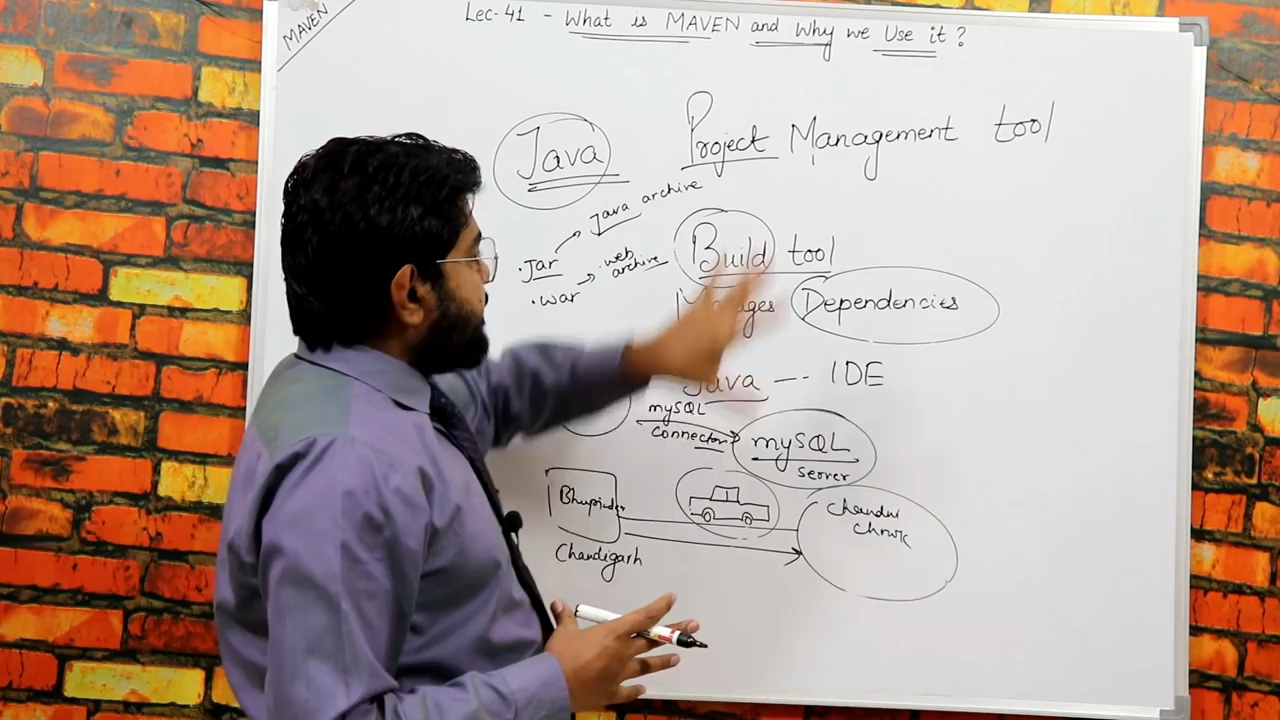 MAVEN
Lec-41 - What is MAVEN and Why we Use it?
Project Management tool
Java
Java archive
.Jar
web
archive
.war
Build tool
Dependencies
Java -- IDE
mySQL
connector
mySQL
server
Bhupinder
Chandigarh
Chandni
Chowk